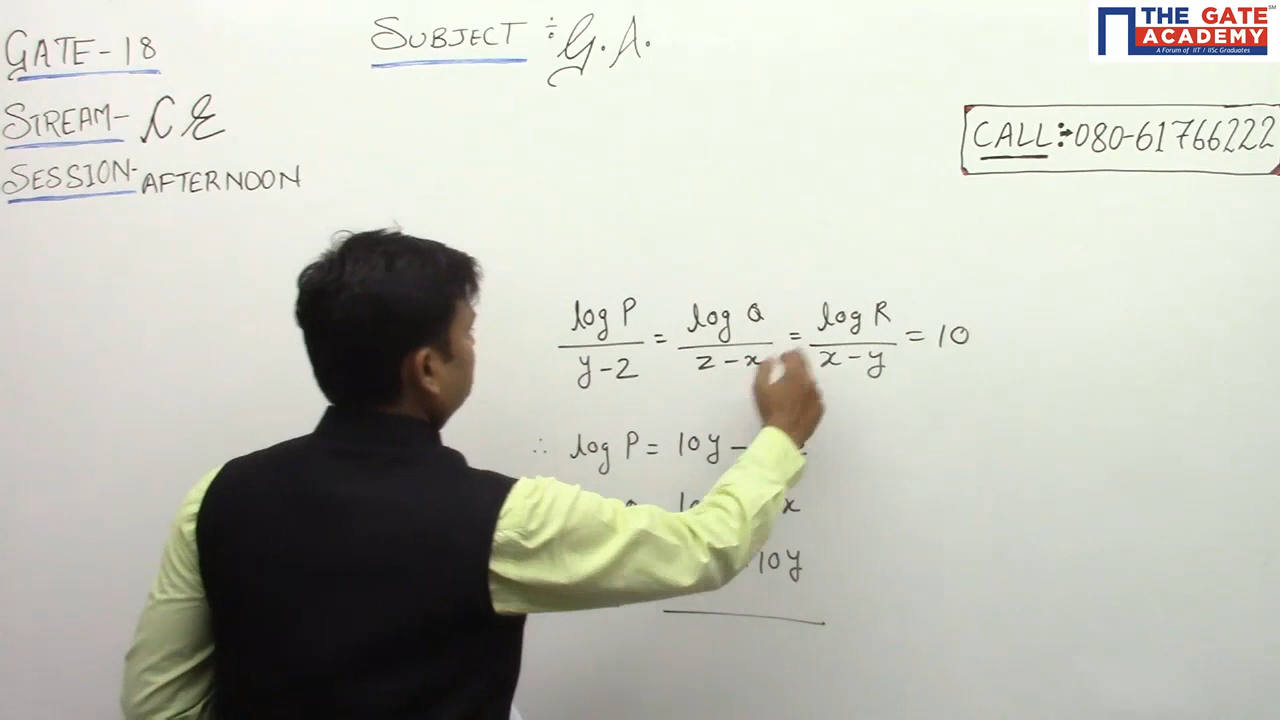 GATE-18
SUBJECT ÷ G.A.
THE GATE ACADEMY
A Forum of IIT / IISc Graduates
STREAM- CE
CALL:→080-61766222
SESSION- AFTERNOON
log P / y-2 = log Q / z-x = log R / x-y = 10
∴ log P = 10y -
x
10y